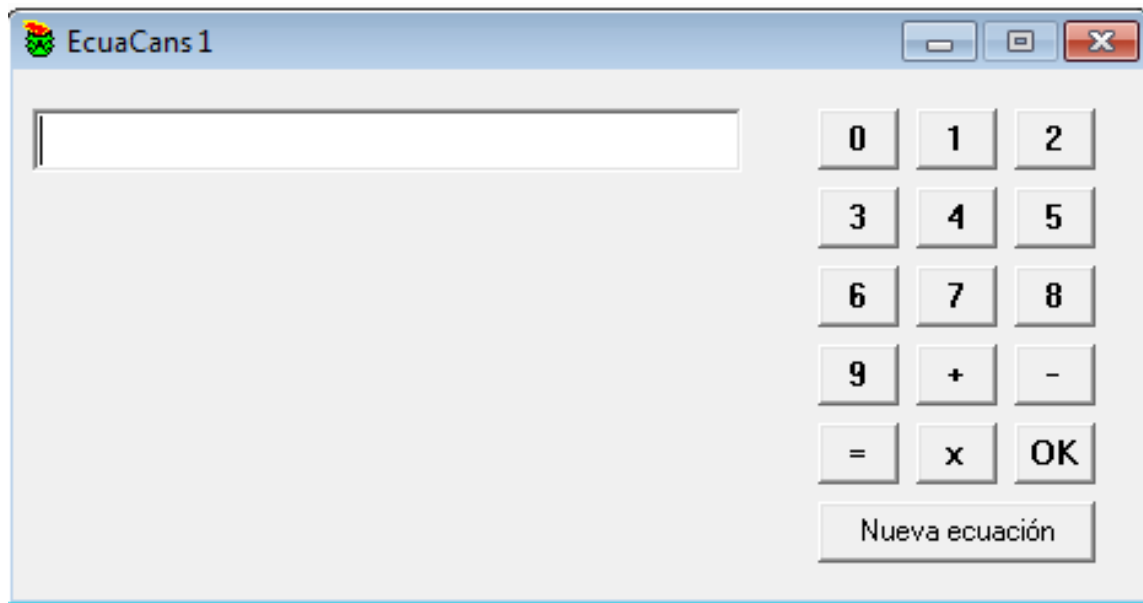 EcuaCans 1
0 1 2
3 4 5
6 7 8
9 + -
= x OK
Nueva ecuación